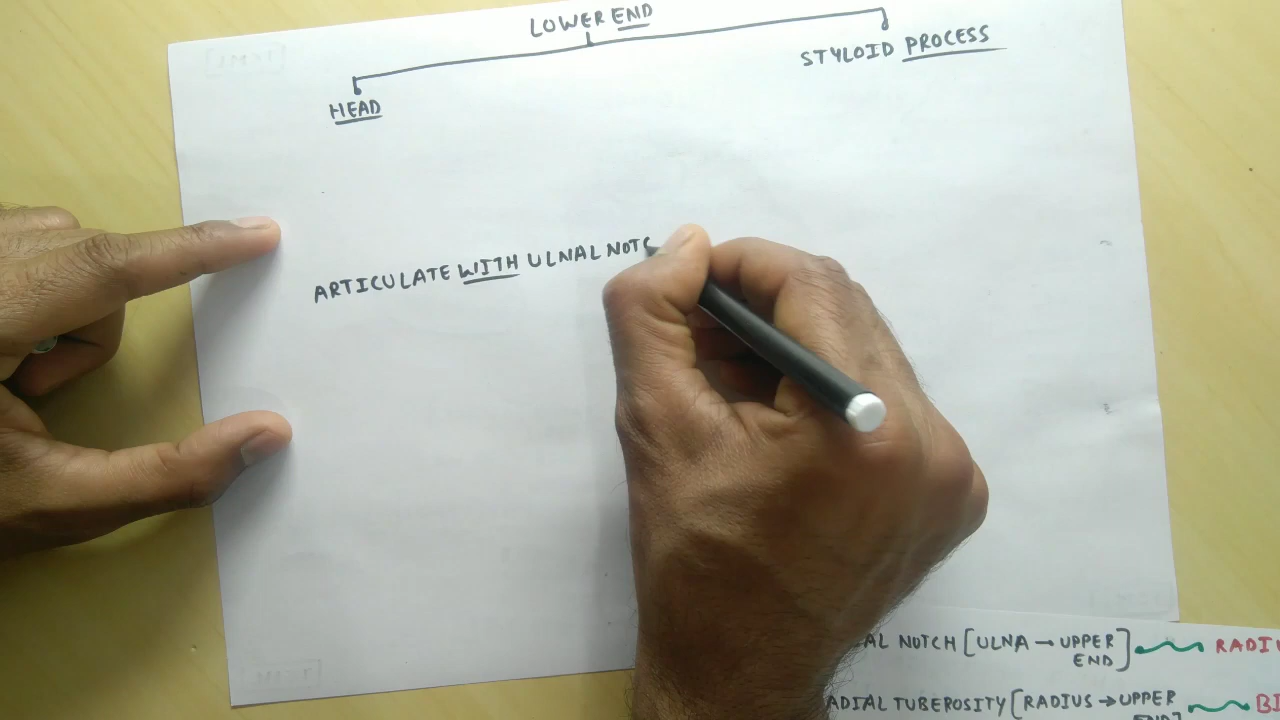 LOWER END
STYLOID PROCESS
HEAD
ARTICULATE WITH ULNAL NOTC
AL NOTCH [ULNA → UPPER
END]
RADIU
ADIAL TUBEROSITY [RADIUS → UPPER
END]
BI